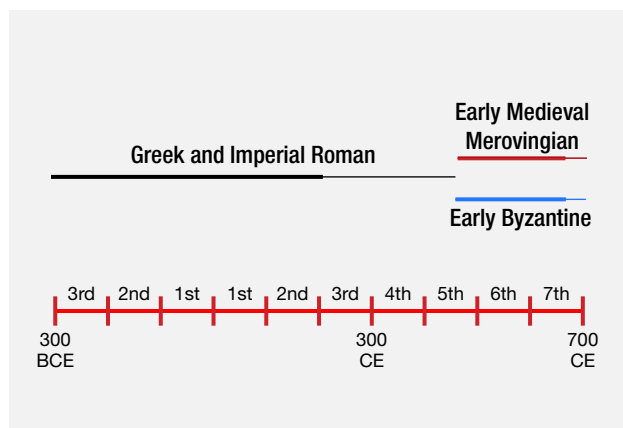 Early Medieval
Merovingian
Greek and Imperial Roman
Early Byzantine
3rd 2nd 1st 1st 2nd 3rd 4th 5th 6th 7th
300 300 700
BCE CE CE